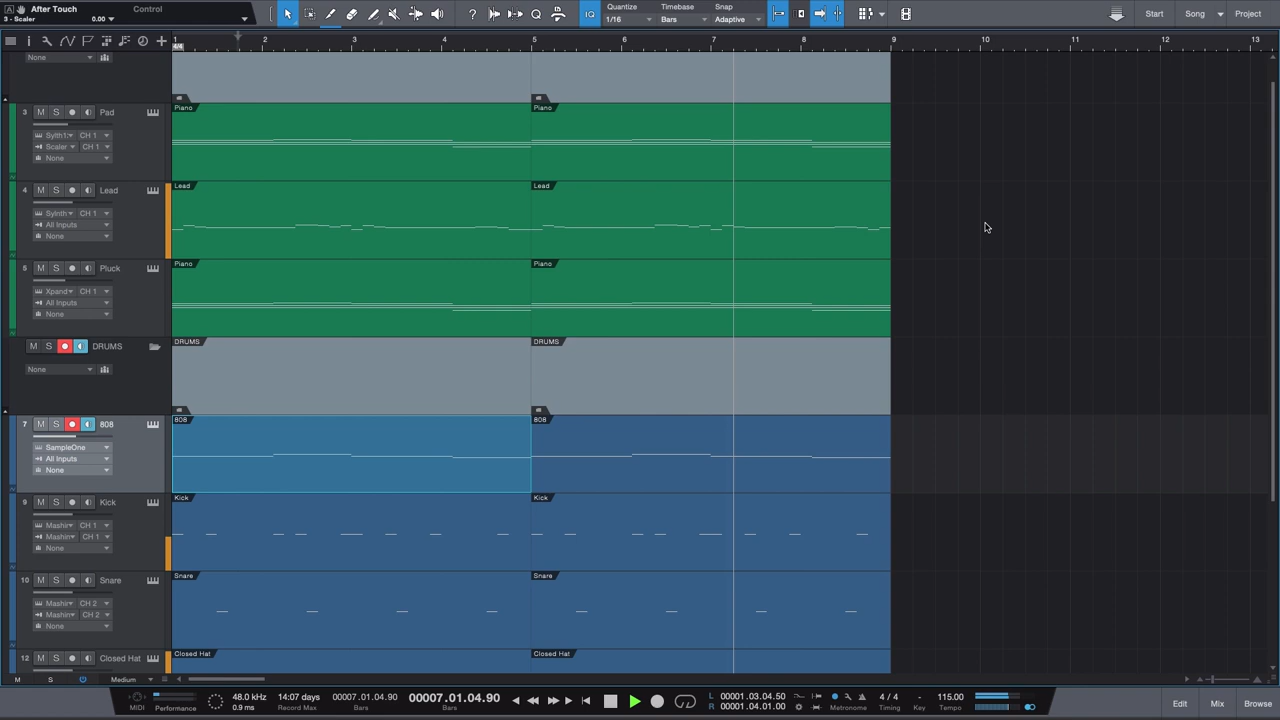 After Touch
Control
3 - Scaler
0.00
IQ
Quantize
Timebase
Snap
1/16
Bars
Adaptive
Start
Song
Project
1
2
3
4
5
6
7
8
9
10
11
12
13
4/4
None
3
M
S
Pad
CH 1
Scaler
CH 1
None
Piano
Piano
4
M
S
Lead
CH 1
All Inputs
None
Lead
Lead
5
M
S
Pluck
Xpand
CH 1
All Inputs
None
Piano
Piano
M
S
DRUMS
None
DRUMS
DRUMS
7
M
S
808
SampleOne
All Inputs
None
808
808
9
M
S
Kick
Mashin
CH 1
Mashin
CH 1
None
Kick
Kick
10
M
S
Snare
Mashin
CH 2
Mashin
CH 2
None
Snare
Snare
12
M
S
Closed Hat
Closed Hat
Closed Hat
M
S
Medium
MIDI
Performance
48.0 kHz
0.9 ms
14:07 days
Record Max
00007.01.04.90
Bars
00007.01.04.90
Bars
L 00001.03.04.50
R 00001.04.01.00
Metronome
4 / 4
Timing
-
Key
115.00
Tempo
Edit
Mix
Browse